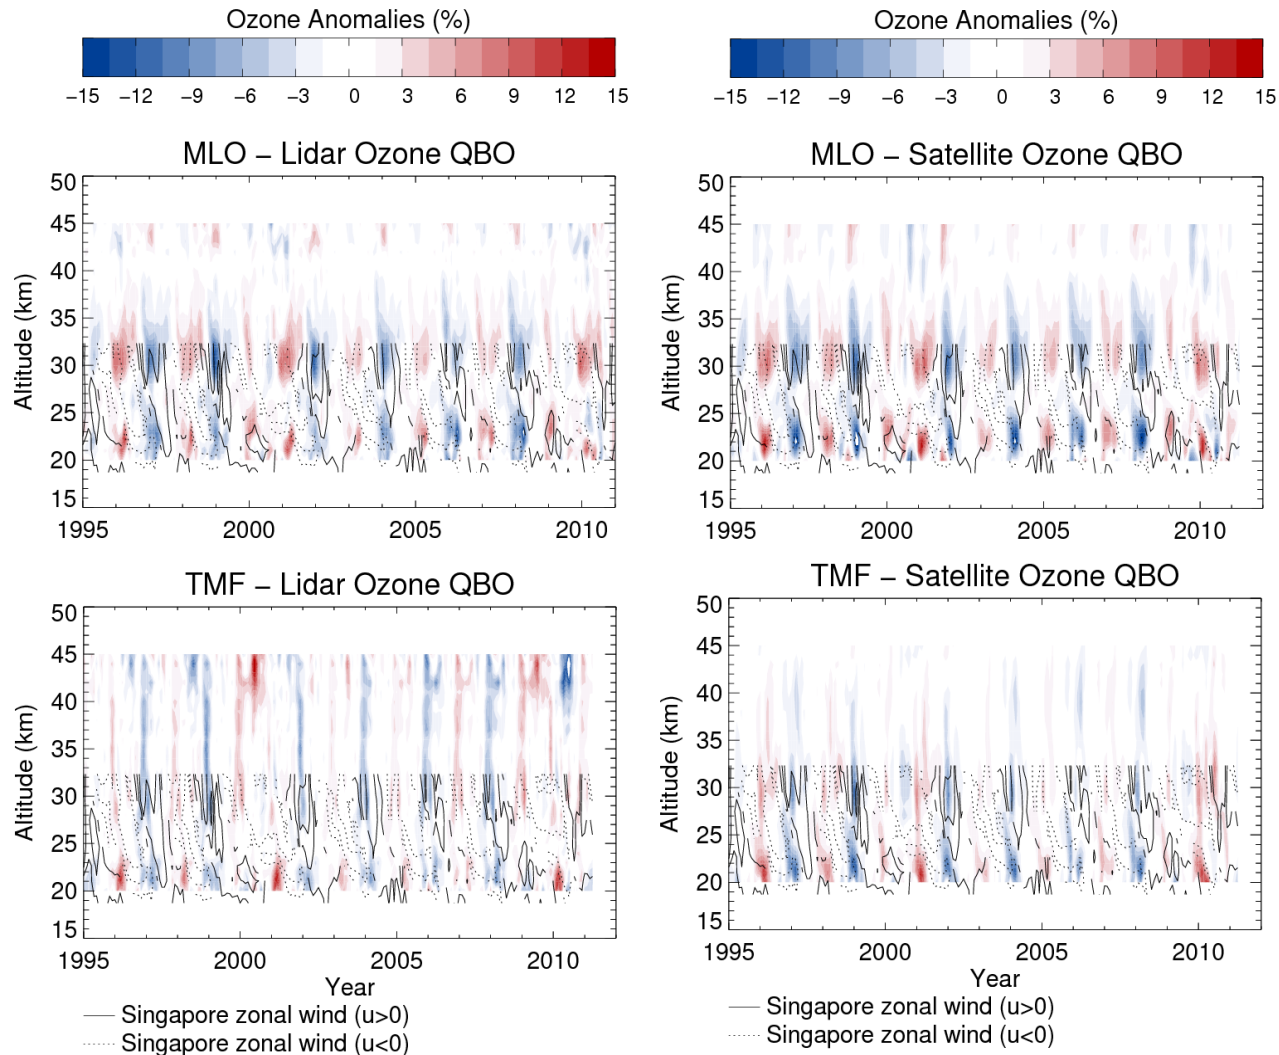 Ozone Anomalies (%)
−15 −12 −9 −6 −3 0 3 6 9 12 15
Ozone Anomalies (%)
−15 −12 −9 −6 −3 0 3 6 9 12 15
MLO − Lidar Ozone QBO
Altitude (km)
50
45
40
35
30
25
20
15
1995 2000 2005 2010
MLO − Satellite Ozone QBO
Altitude (km)
50
45
40
35
30
25
20
15
1995 2000 2005 2010
TMF − Lidar Ozone QBO
Altitude (km)
50
45
40
35
30
25
20
15
1995 2000 2005 2010
Year
Singapore zonal wind (u>0)
Singapore zonal wind (u<0)
TMF − Satellite Ozone QBO
Altitude (km)
50
45
40
35
30
25
20
15
1995 2000 2005 2010
Year
Singapore zonal wind (u>0)
Singapore zonal wind (u<0)